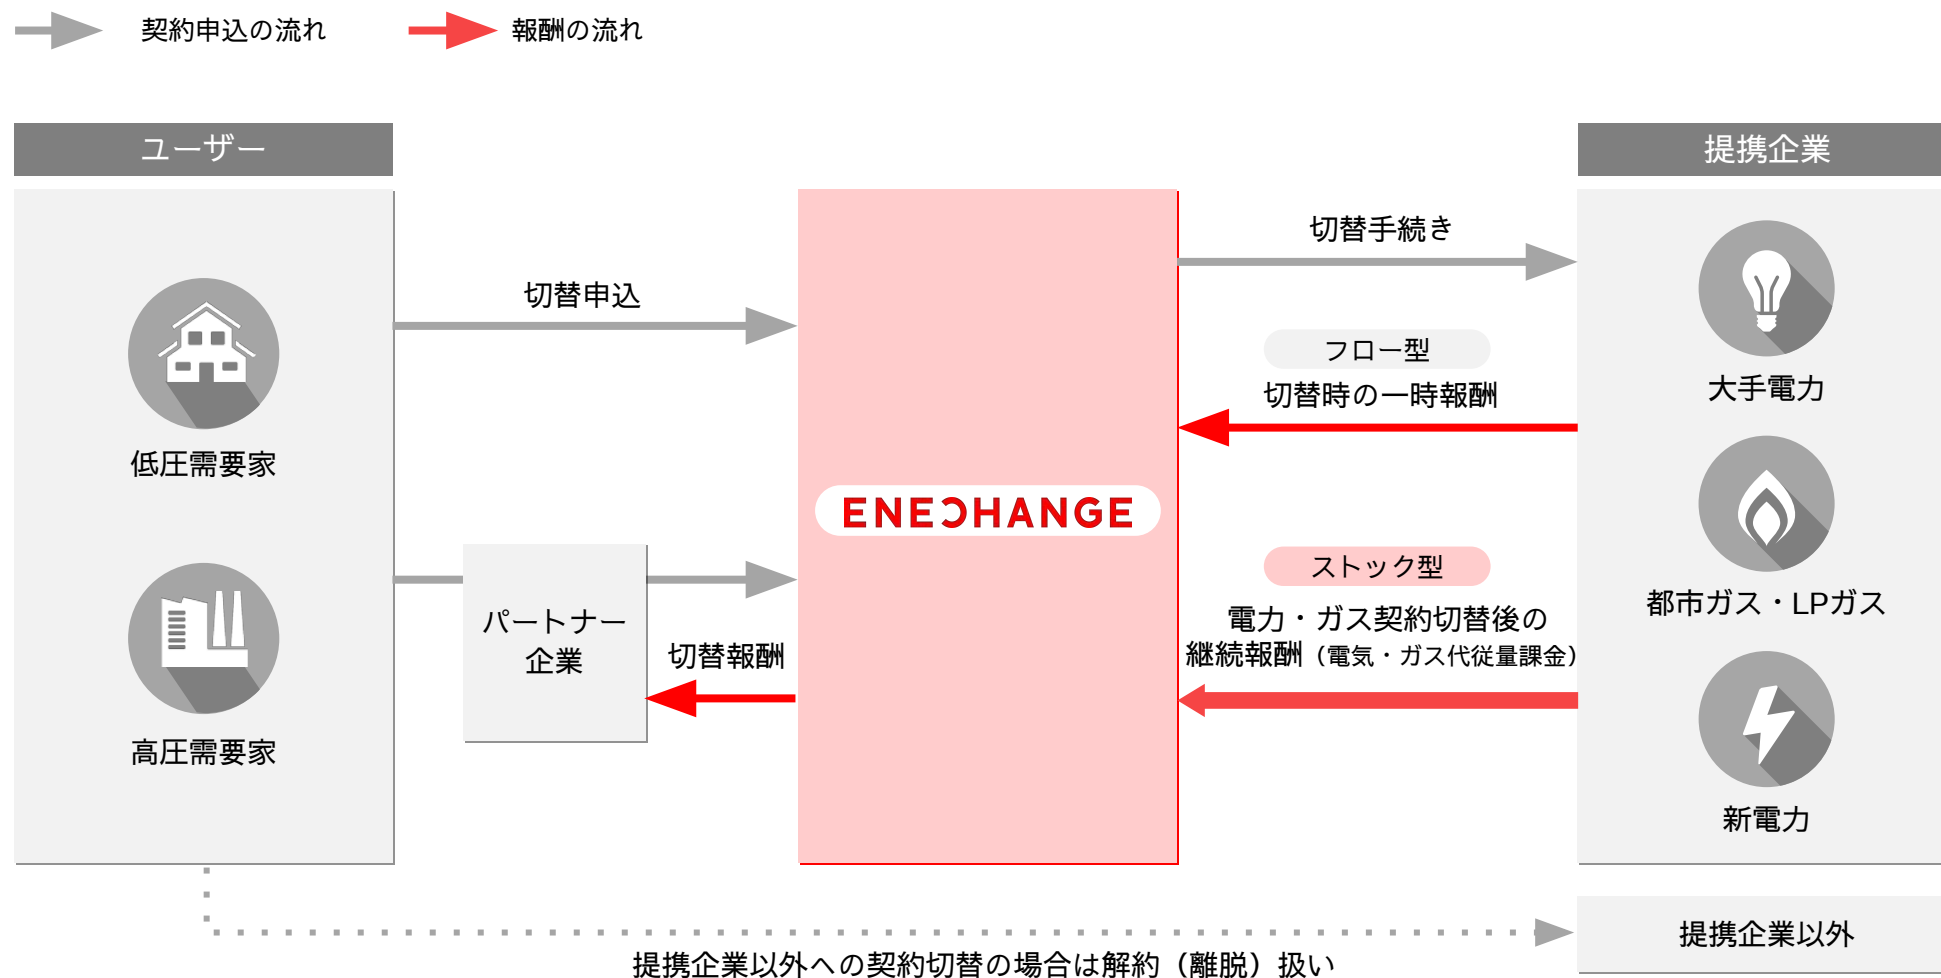 契約申込の流れ
報酬の流れ
ユーザー
提携企業
切替申込
切替手続き
フロー型
切替時の一時報酬
大手電力
低圧需要家
ENECHANGE
ストック型
電力・ガス契約切替後の
継続報酬（電気・ガス代従量課金）
都市ガス・LPガス
パートナー
企業
切替報酬
高圧需要家
新電力
提携企業以外
提携企業以外への契約切替の場合は解約（離脱）扱い